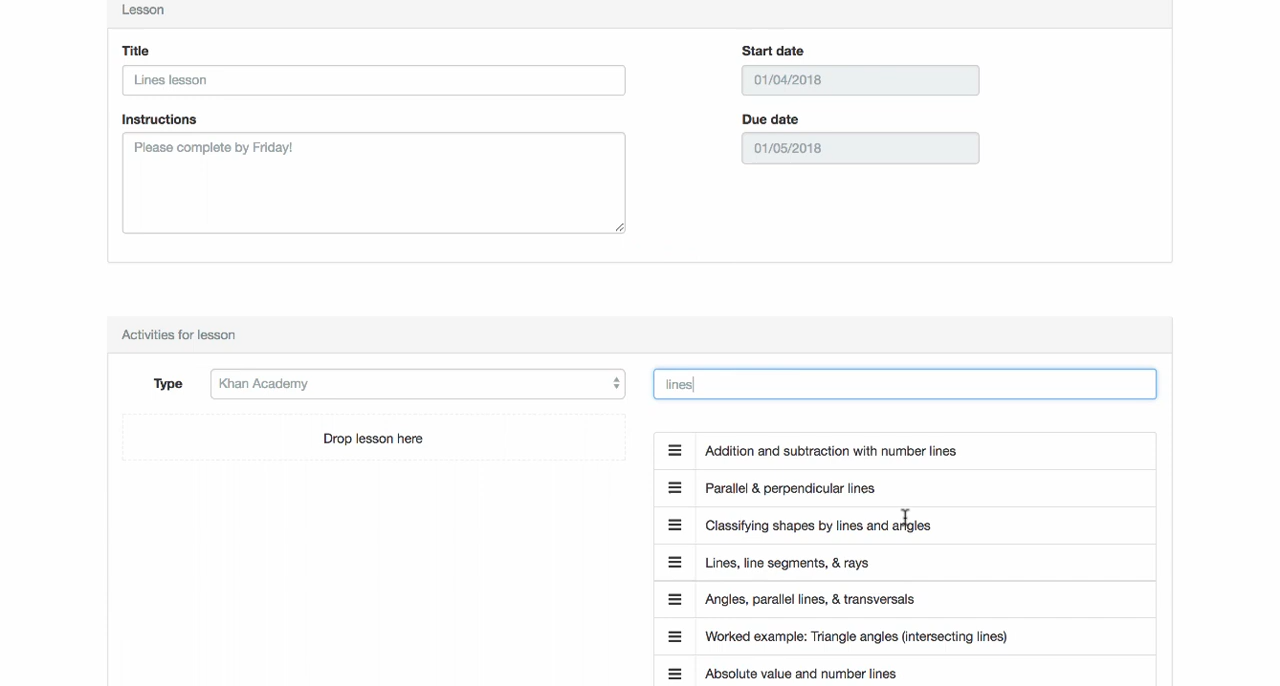 Lesson
Title
Lines lesson
Start date
01/04/2018
Instructions
Please complete by Friday!
Due date
01/05/2018
Activities for lesson
Type
Khan Academy
lines
Drop lesson here
Addition and subtraction with number lines
Parallel & perpendicular lines
Classifying shapes by lines and angles
Lines, line segments, & rays
Angles, parallel lines, & transversals
Worked example: Triangle angles (intersecting lines)
Absolute value and number lines